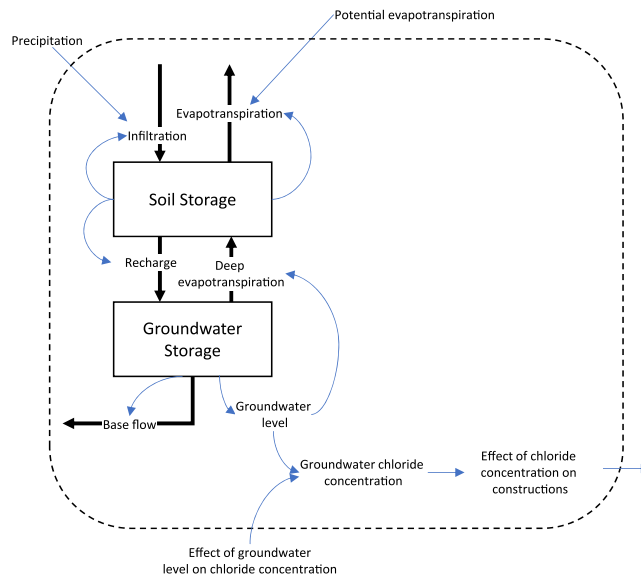 Potential evapotranspiration
Precipitation
Evapotranspiration
Infiltration
Soil Storage
Recharge
Deep
evapotranspiration
Groundwater
Storage
Groundwater
level
Base flow
Groundwater chloride
concentration
Effect of chloride
concentration on
constructions
Effect of groundwater
level on chloride concentration